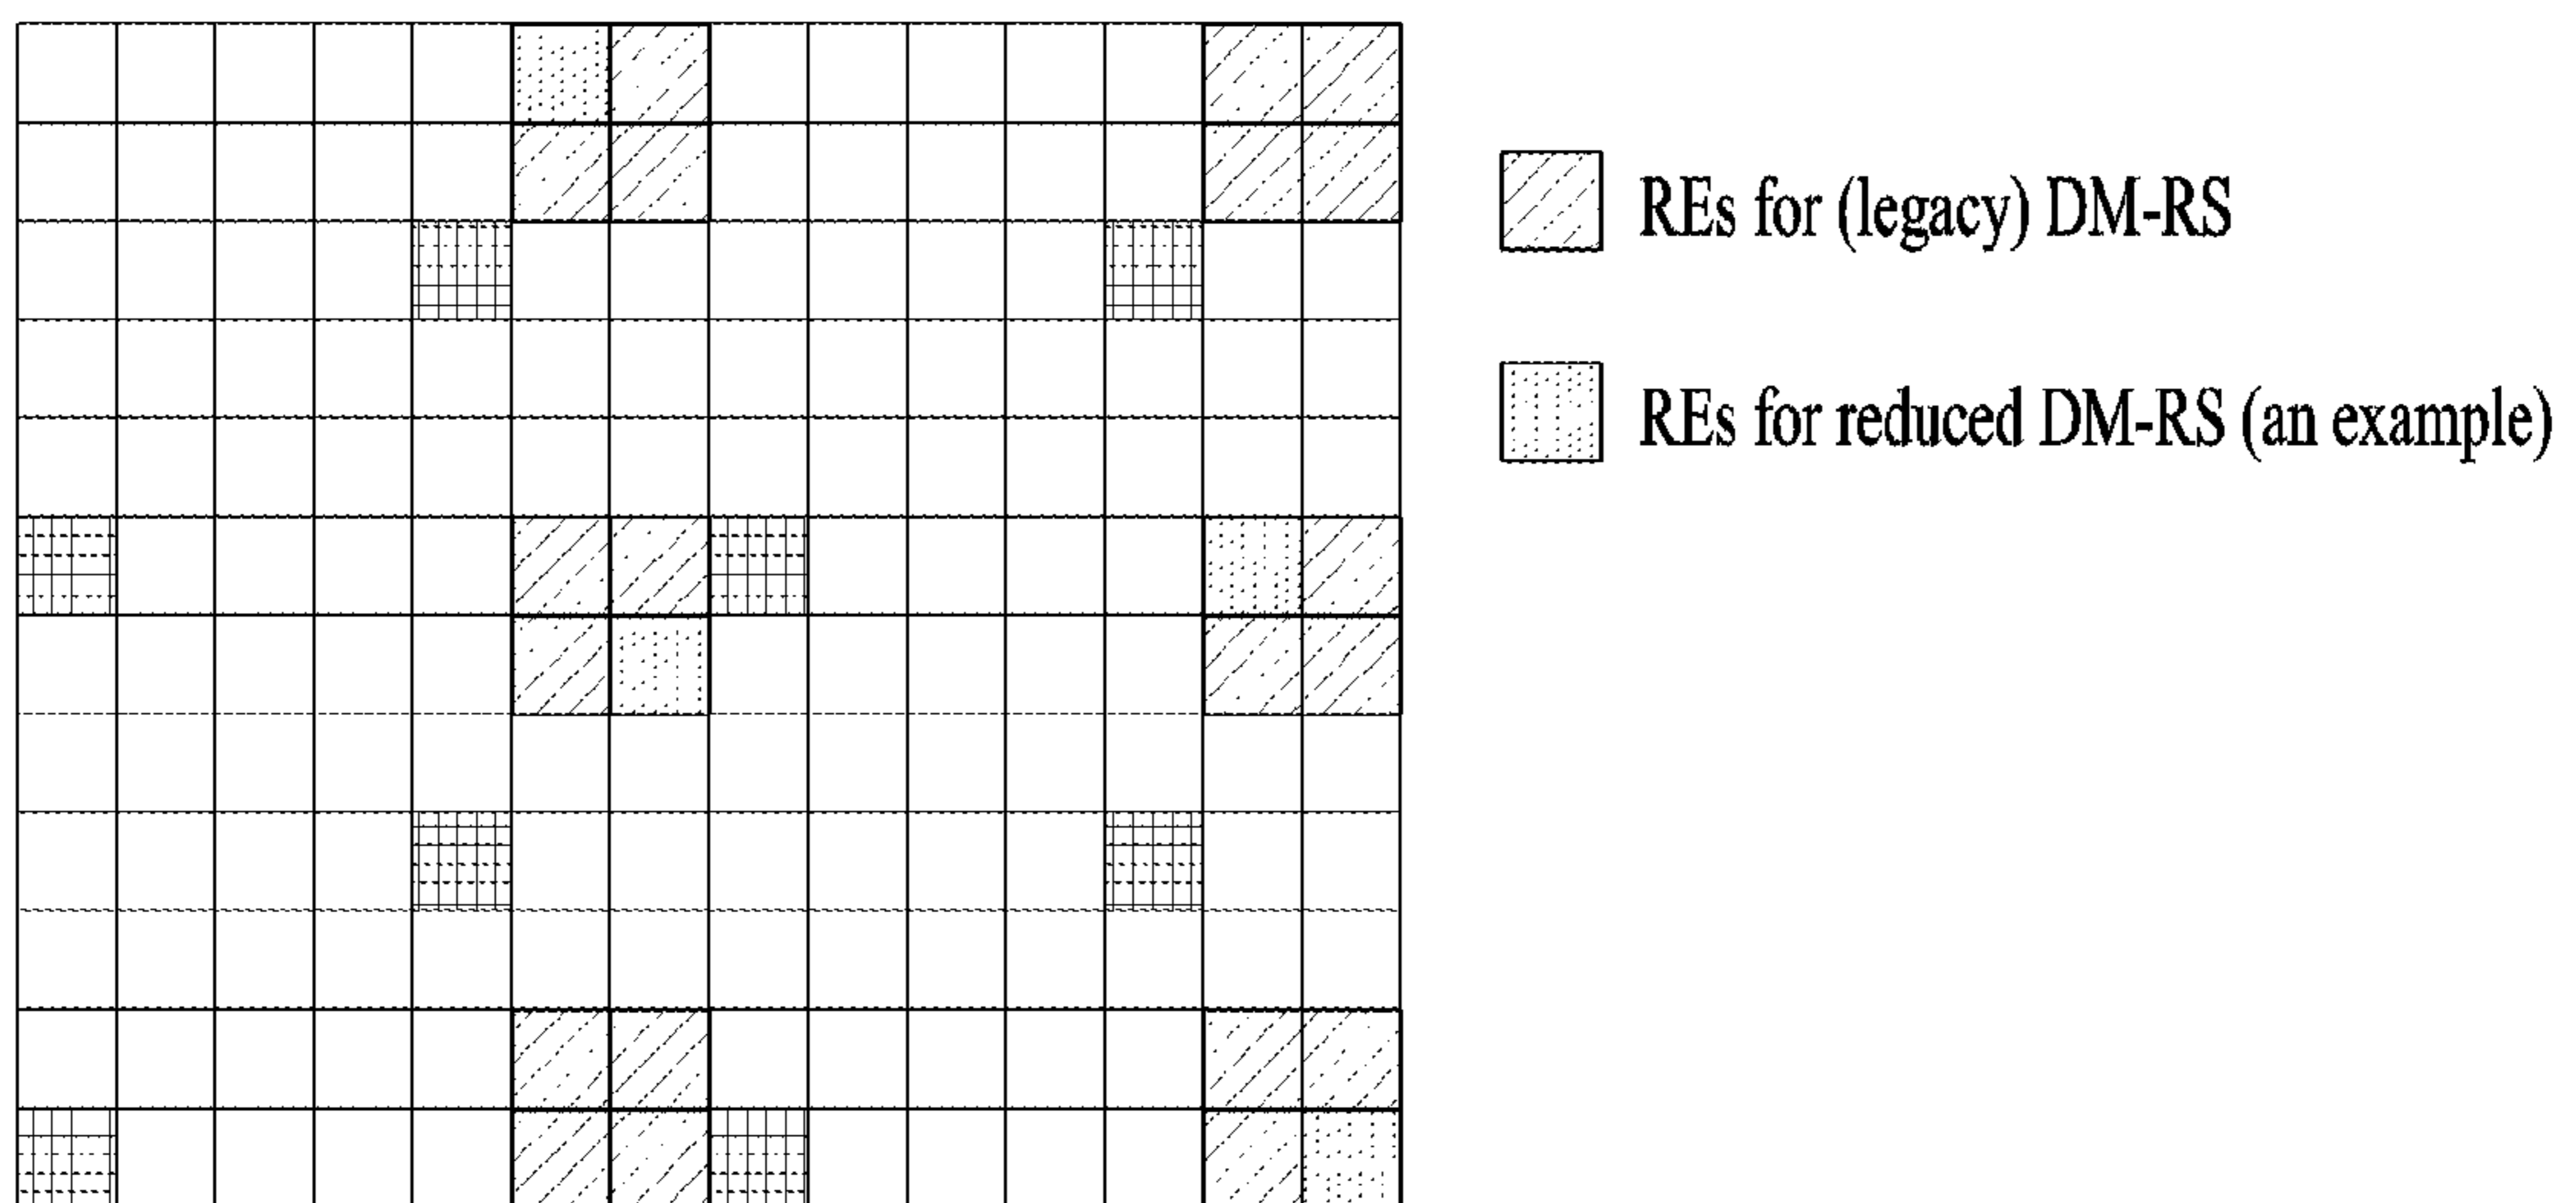 REs for (legacy) DM-RS
REs for reduced DM-RS (an example)